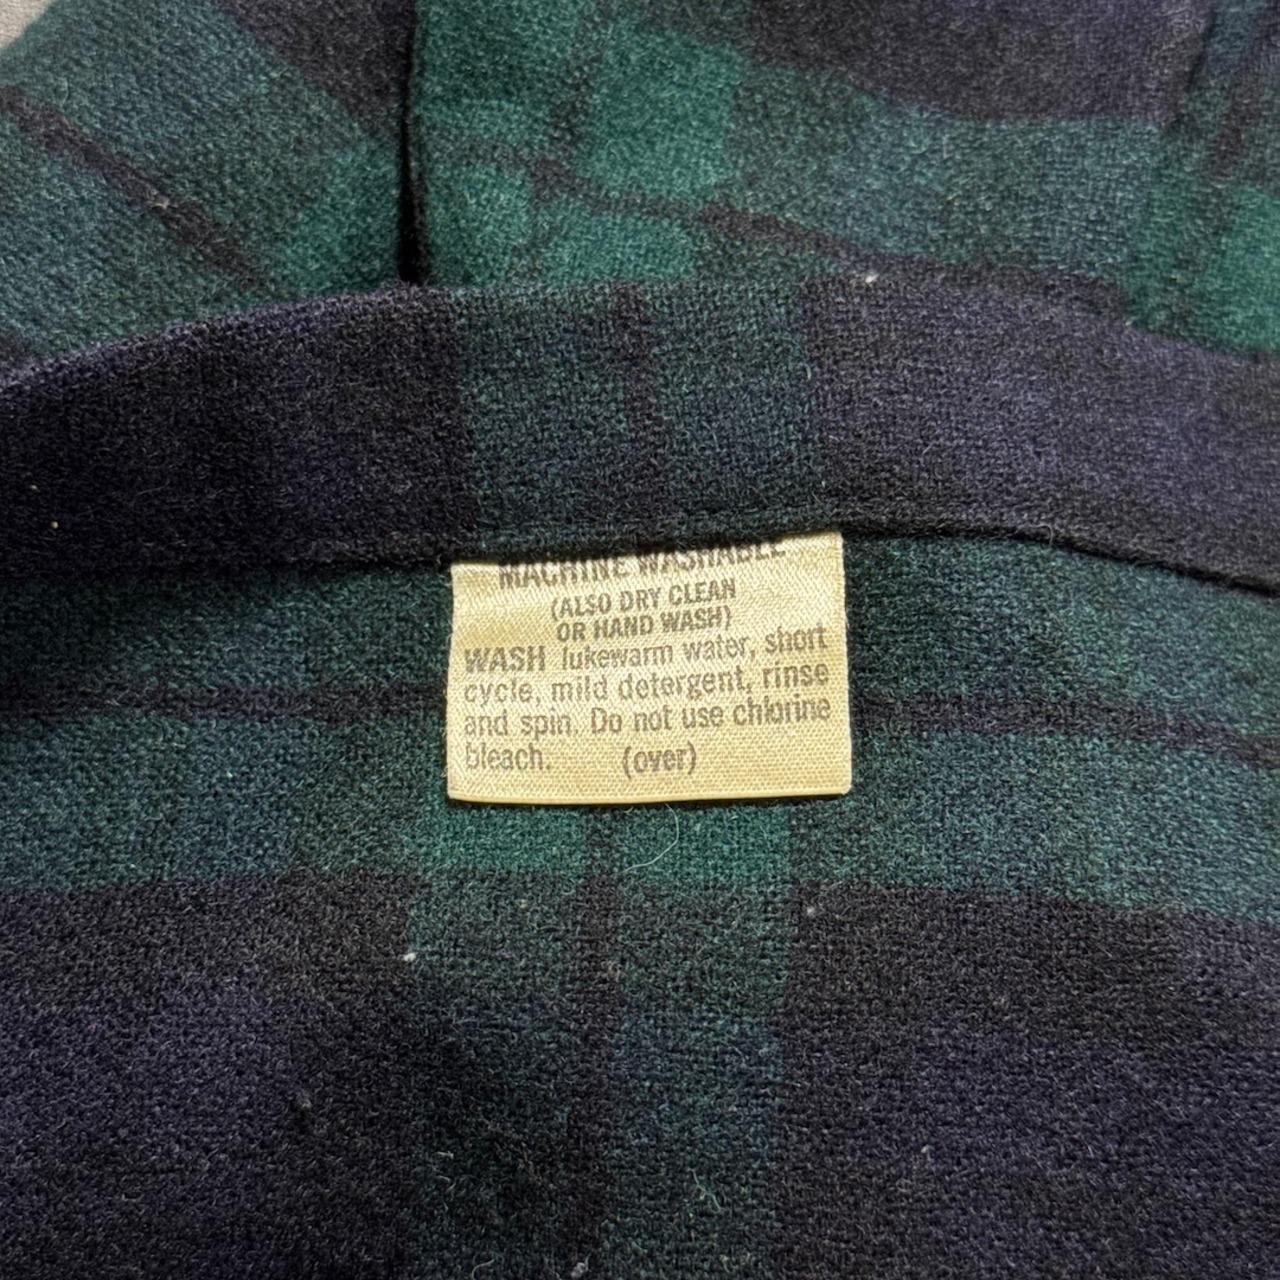 MACHINE WASHABLE
(ALSO DRY CLEAN
OR HAND WASH)
WASH lukewarm water, short
cycle, mild detergent, rinse
and spin. Do not use chlorine
bleach. (over)